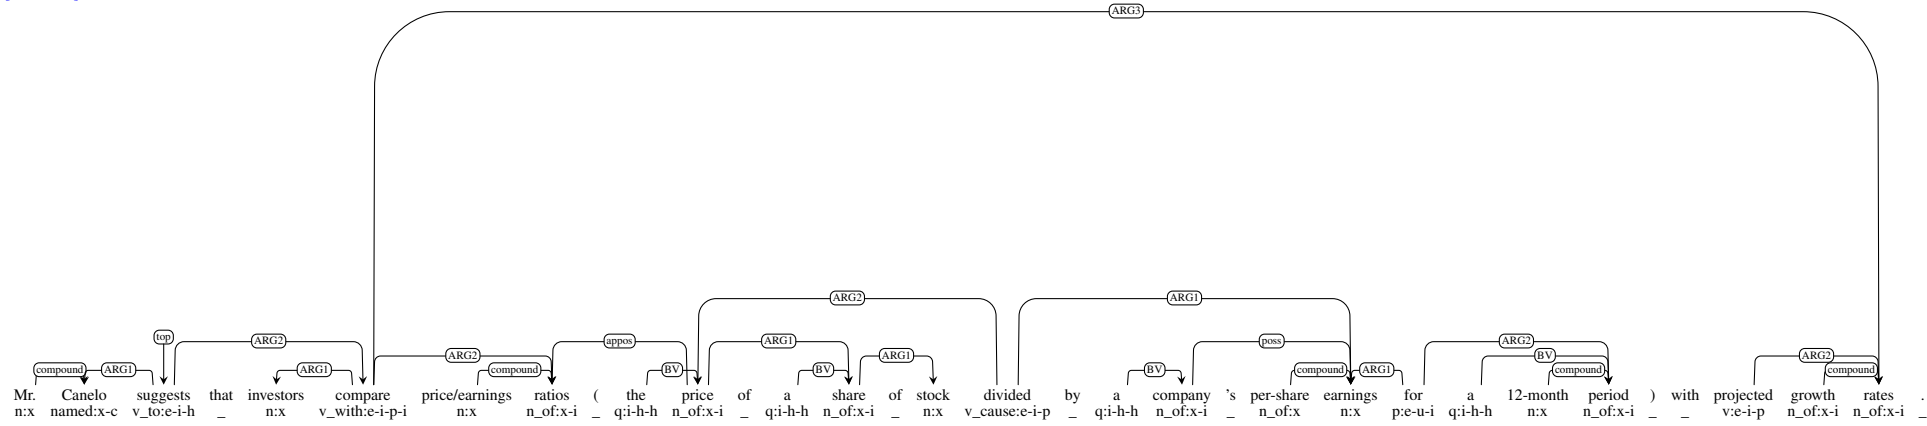 ARG3
ARG2 ARG1
top ARG2 appos ARG1 poss ARG2
ARG2 ARG1 BV ARG2
compound ARG1 ARG1 compound BV BV BV compound ARG1 compound compound
Mr. Canelo suggests that investors compare price/earnings ratios ( the price of a share of stock divided by a company 's per-share earnings for a 12-month period ) with projected growth rates .
n:x named:x-c v_to:e-i-h _ n:x v_with:e-i-p-i n:x n_of:x-i _ q:i-h-h n_of:x-i _ q:i-h-h n_of:x-i _ n:x v_cause:e-i-p _ q:i-h-h n_of:x-i _ n_of:x n:x p:e-u-i q:i-h-h n:x n_of:x-i _ _ v:e-i-p n_of:x-i n_of:x-i _